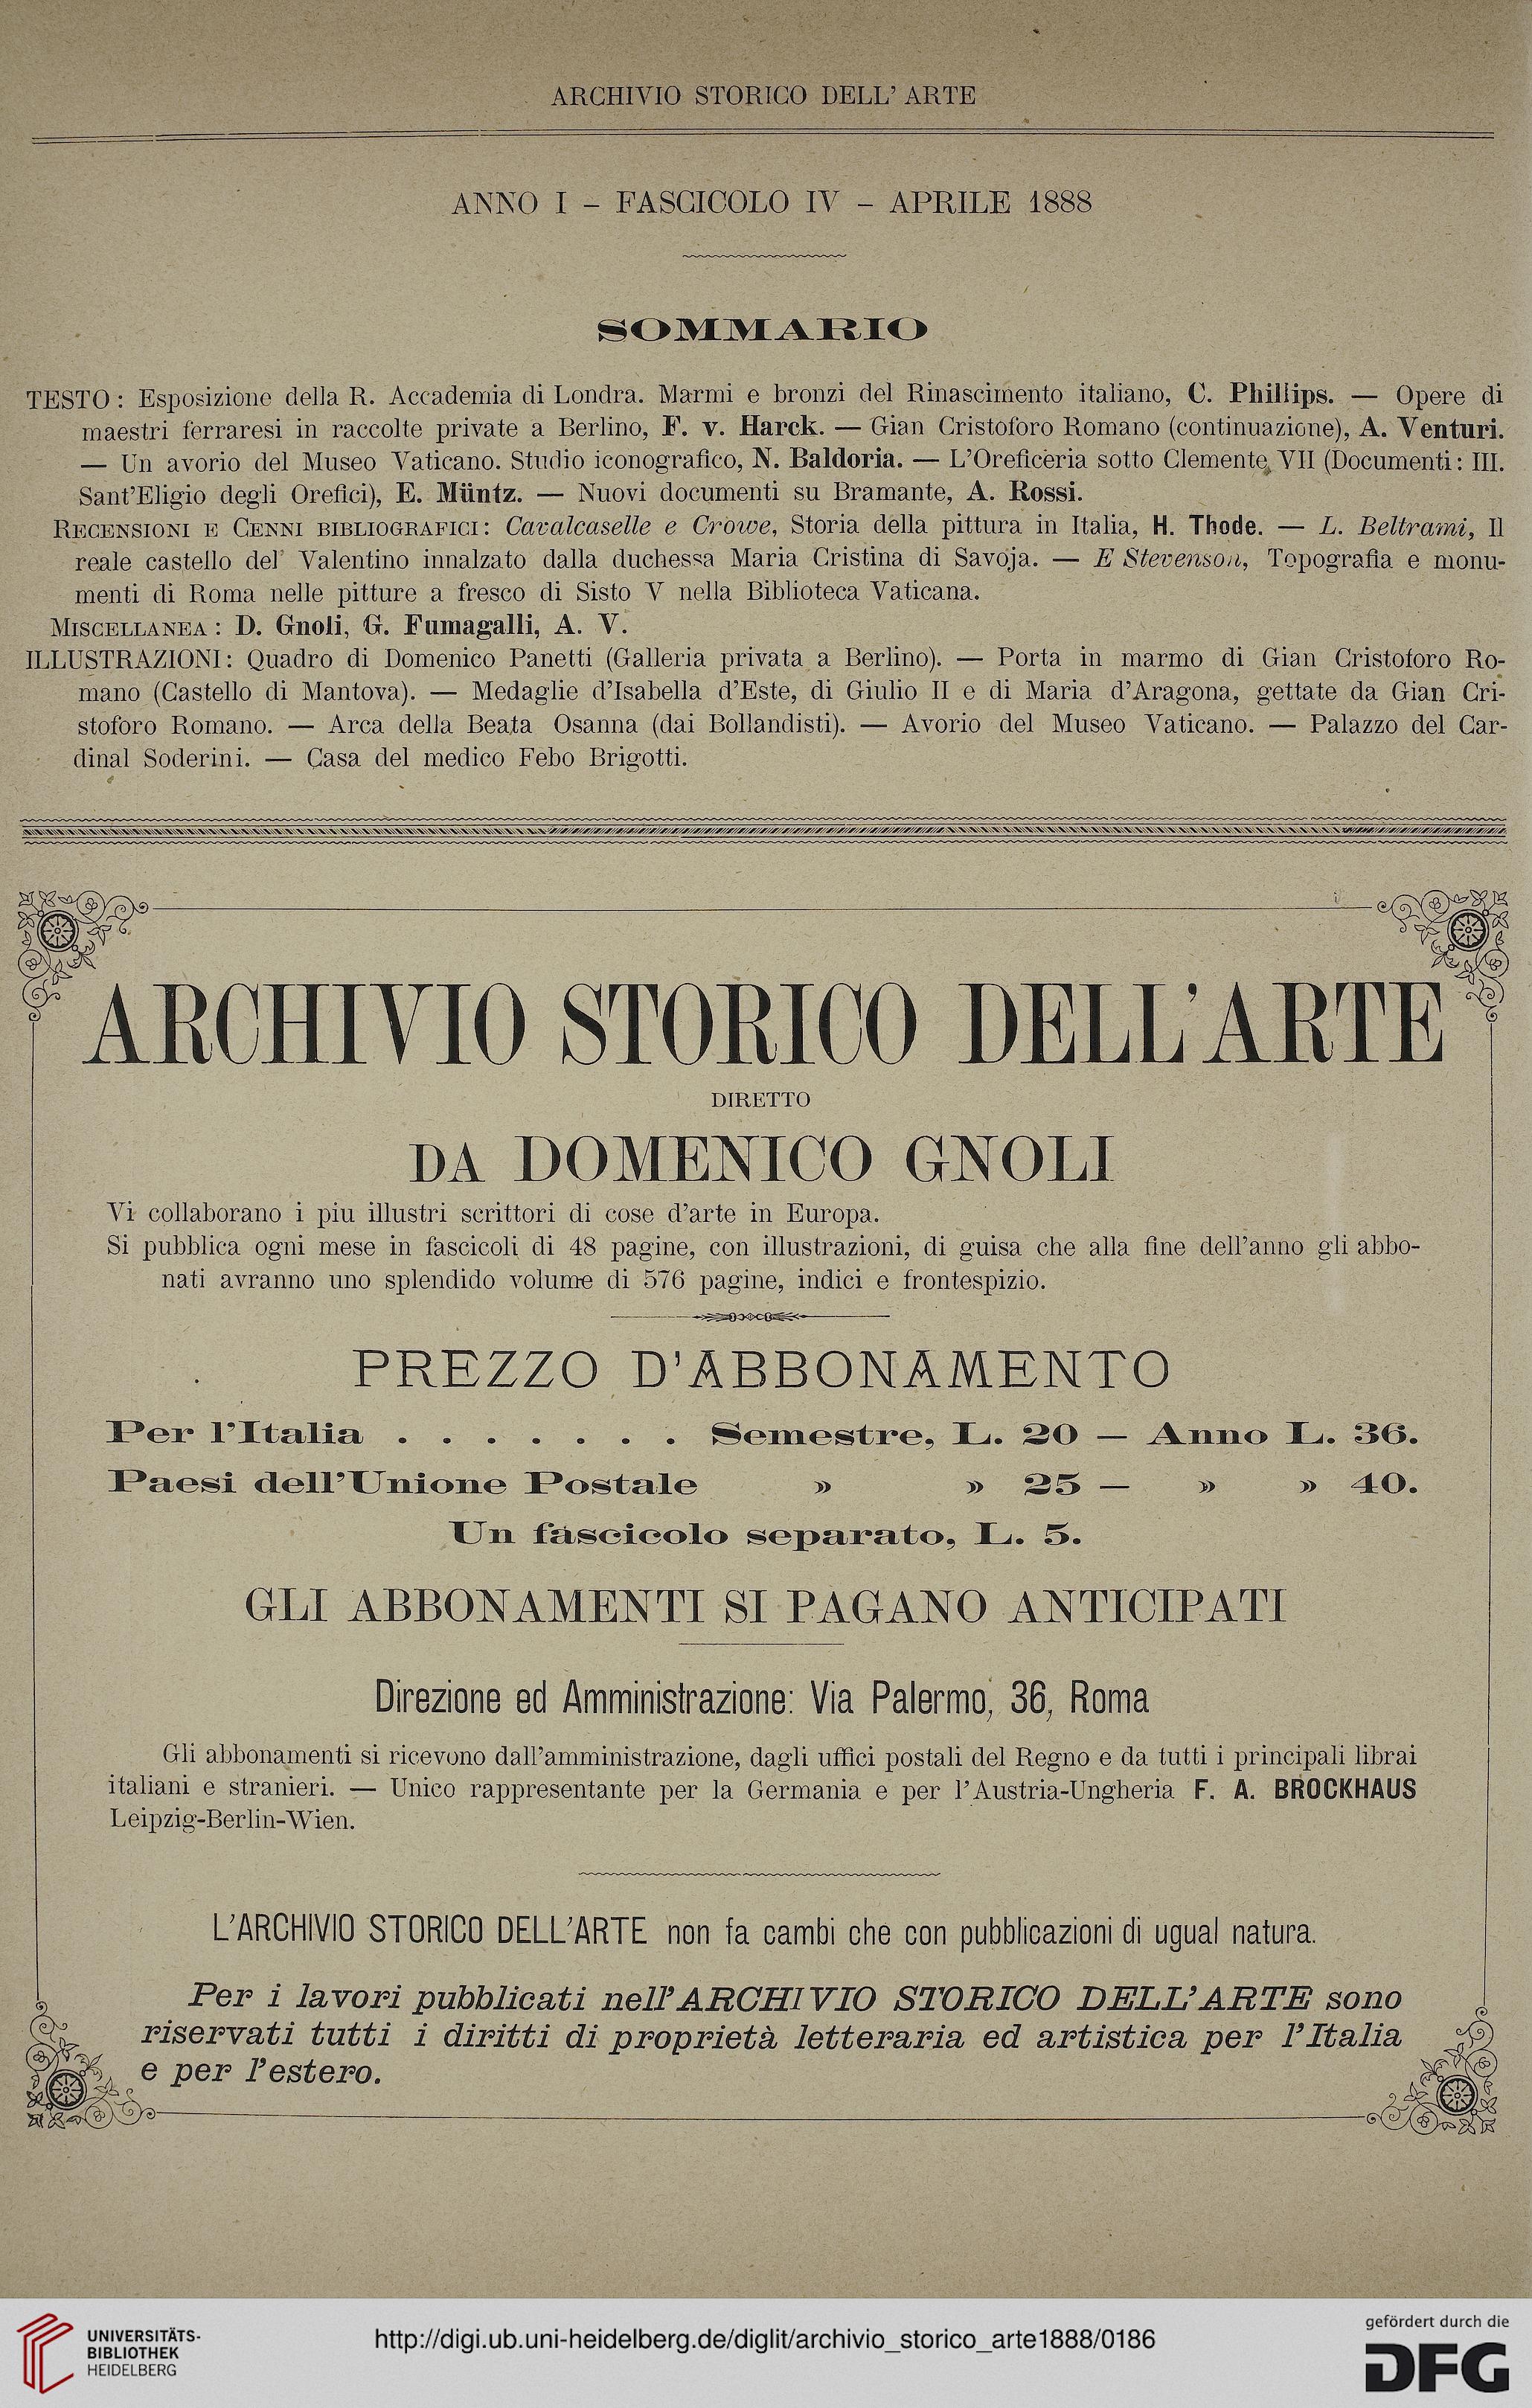 ARCHIVIO STORICO DELL' ARTE
ANNO I – FASCICOLO IV – APRILE 1888
SOMMARIO
TESTO: Esposizione della R. Accademia di Londra. Marmi e bronzi del Rinascimento italiano, C. Phillips. — Opere di
maestri ferraresi in raccolte private a Berlino, F. v. Harck. — Gian Cristoforo Romano (continuazione), A. Venturi.
— Un avorio del Museo Vaticano. Studio iconografico, N. Baldoria. — L'Oreficeria sotto Clemente VII (Documenti: III.
Sant'Eligio degli Orefici), E. Müntz. — Nuovi documenti su Bramante, A. Rossi.
RECENSIONI E CENNI BIBLIOGRAFICI: Cavalcaselle e Crowe, Storia della pittura in Italia, H. Thode. — L. Beltrami, Il
reale castello del Valentino innalzato dalla duchessa Maria Cristina di Savoja. — E Stevenson, Topografia e monu-
menti di Roma nelle pitture a fresco di Sisto V nella Biblioteca Vaticana.
MISCELLANEA: D. Gnoli, G. Fumagalli, A. V.
ILLUSTRAZIONI: Quadro di Domenico Panetti (Galleria privata a Berlino). — Porta in marmo di Gian Cristoforo Ro-
mano (Castello di Mantova). — Medaglie d'Isabella d'Este, di Giulio II e di Maria d'Aragona, gettate da Gian Cri-
stoforo Romano. — Arca della Beata Osanna (dai Bollandisti). — Avorio del Museo Vaticano. — Palazzo del Car-
dinal Soderini. — Casa del medico Febo Brigotti.
ARCHIVIO STORICO DELL'ARTE
DIRETTO
DA DOMENICO GNOLI
Vi collaborano i piu illustri scrittori di cose d'arte in Europa.
Si pubblica ogni mese in fascicoli di 48 pagine, con illustrazioni, di guisa che alla fine dell'anno gli abbo-
nati avranno uno splendido volume di 576 pagine, indici e frontespizio.
PREZZO D'ABBONAMENTO
Per l'Italia . . . . . . . Semestre, L. 20 — Anno L. 36.
Paesi dell'Unione Postale » » 25 — » » 40.
Un fascicolo separato, L. 5.
GLI ABBONAMENTI SI PAGANO ANTICIPATI
Direzione ed Amministrazione: Via Palermo, 36, Roma
Gli abbonamenti si ricevono dall'amministrazione, dagli uffici postali del Regno e da tutti i principali librai
italiani e stranieri. — Unico rappresentante per la Germania e per l'Austria-Ungheria F. A. BROCKHAUS
Leipzig-Berlin-Wien.
L'ARCHIVIO STORICO DELL'ARTE non fa cambi che con pubblicazioni di ugual natura.
Per i lavori pubblicati nell'ARCHIVIO STORICO DELL'ARTE sono
riservati tutti i diritti di proprietà letteraria ed artistica per l'Italia
e per l'estero.
UNIVERSITÄTS-
BIBLIOTHEK
HEIDELBERG
http://digi.ub.uni-heidelberg.de/diglit/archivio_storico_arte1888/0186
gefördert durch die
DFG